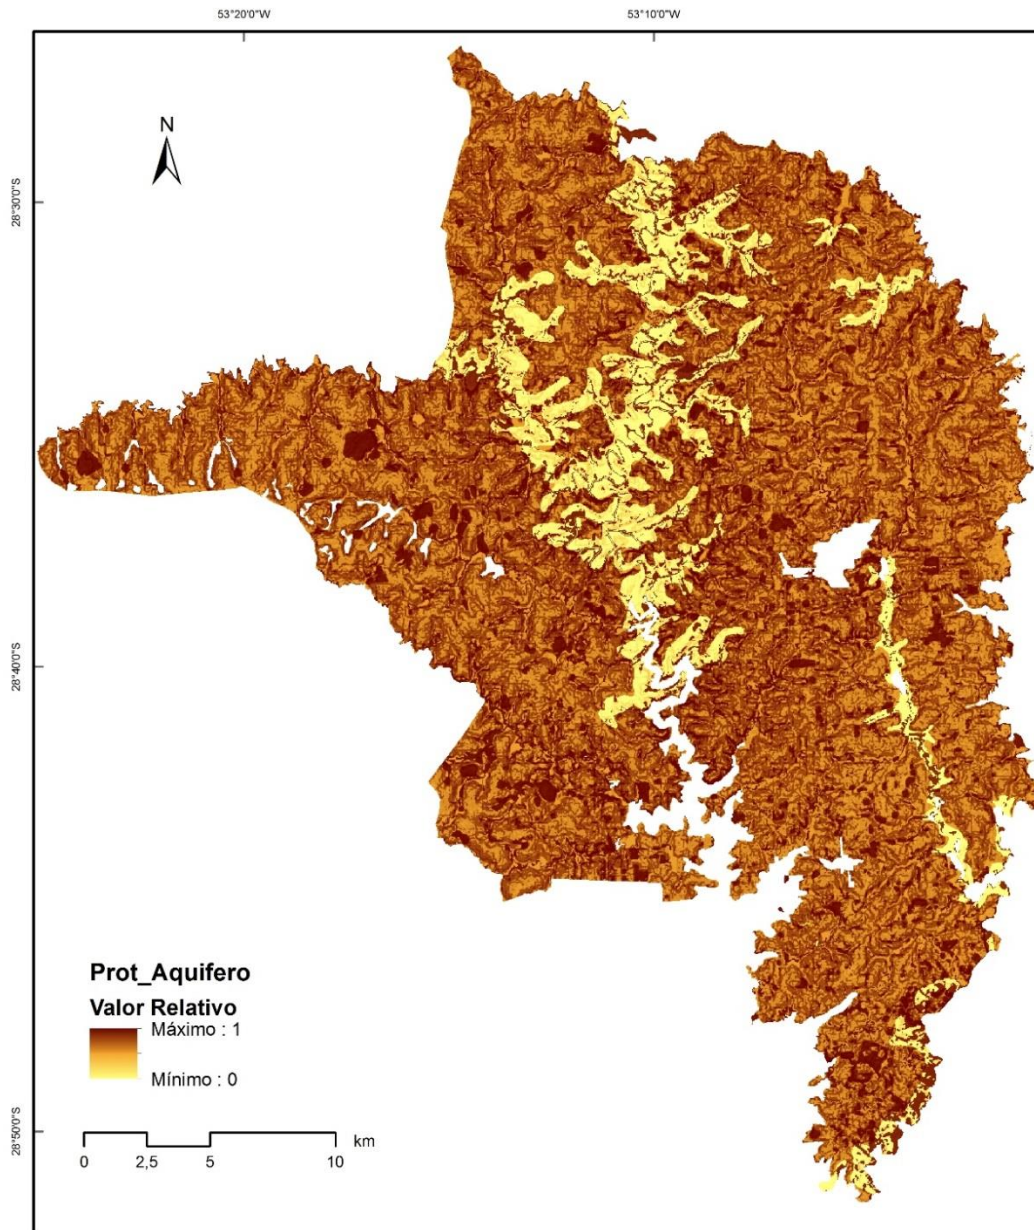 53°20'0"W
53°10'0"W
N
28°30'0"S
28°40'0"S
28°50'0"S
Prot_Aquifero
Valor Relativo
Máximo : 1
Mínimo : 0
km
0 2,5 5 10